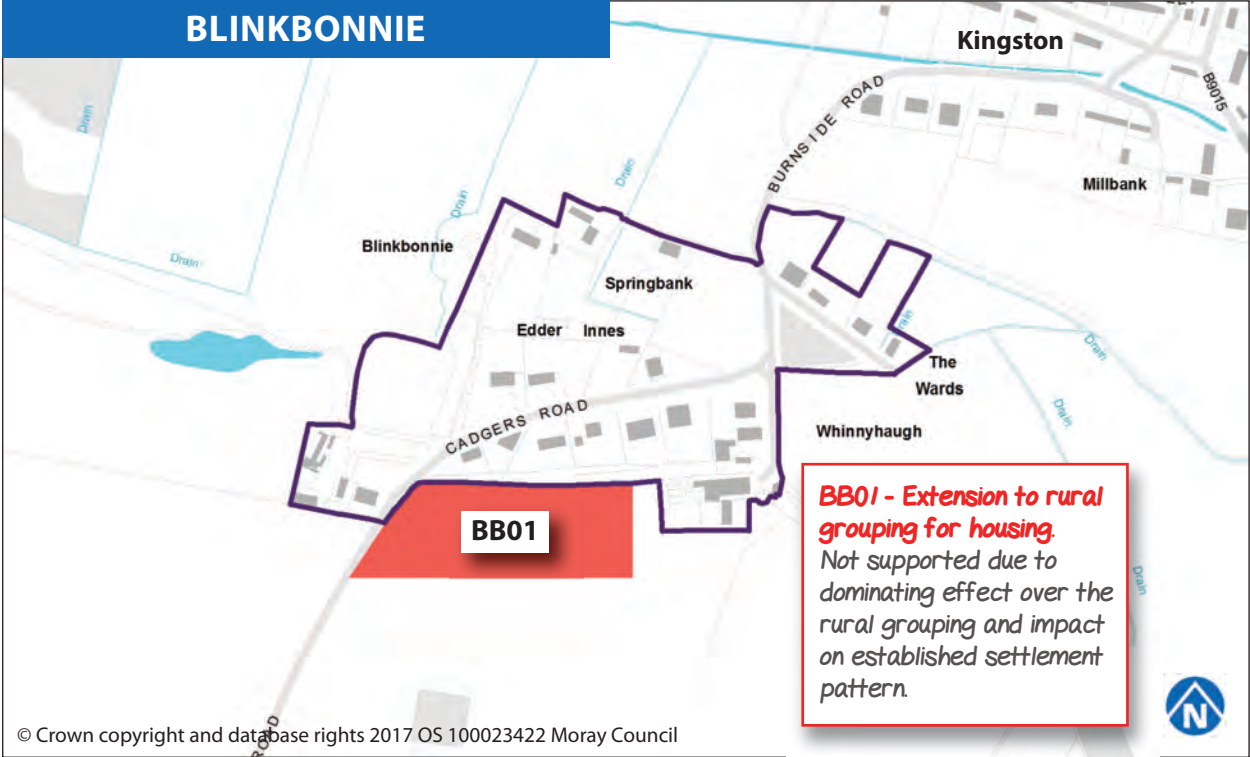 BLINKBONNIE
Kingston
B9015
BURNSIDE ROAD
Drain
Millbank
Drain
Drain
Blinkbonnie
Drain
Springbank
Edder Innes
Drain
The
Wards
Drain
CADGERS ROAD
Drain
Whinnyhaugh
BB01
BB01 - Extension to rural
grouping for housing.
Not supported due to
dominating effect over the
rural grouping and impact
on established settlement
pattern.
Drain
ROAD
© Crown copyright and database rights 2017 OS 100023422 Moray Council
N